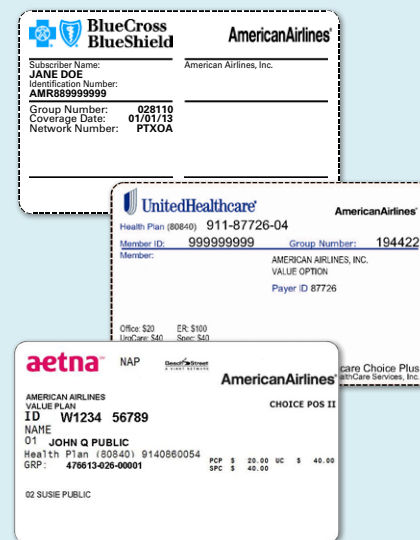 BlueCross
BlueShield
AmericanAirlines®
Subscriber Name:
JANE DOE
Identification Number:
AMR889999999
American Airlines, Inc.
Group Number: 028110
Coverage Date: 01/01/13
Network Number: PTXOA
UnitedHealthcare®
AmericanAirlines®
Health Plan (80840) 911-87726-04
Member ID: 999999999 Group Number: 194422
Member:
AMERICAN AIRLINES, INC.
VALUE OPTION
Payer ID 87726
Office: $20 ER: $100
UrgCare: $40 Spec: $40
care Choice Plus
althCare Services, Inc.
aetna™
NAP
AmericanAirlines®
AMERICAN AIRLINES
VALUE PLAN
CHOICE POS II
ID W1234 56789
NAME
01 JOHN Q PUBLIC
Health Plan (80840) 9140860054
GRP: 476613-026-00001
PCP $ 20.00 UC $ 40.00
SPC $ 40.00
02 SUSIE PUBLIC